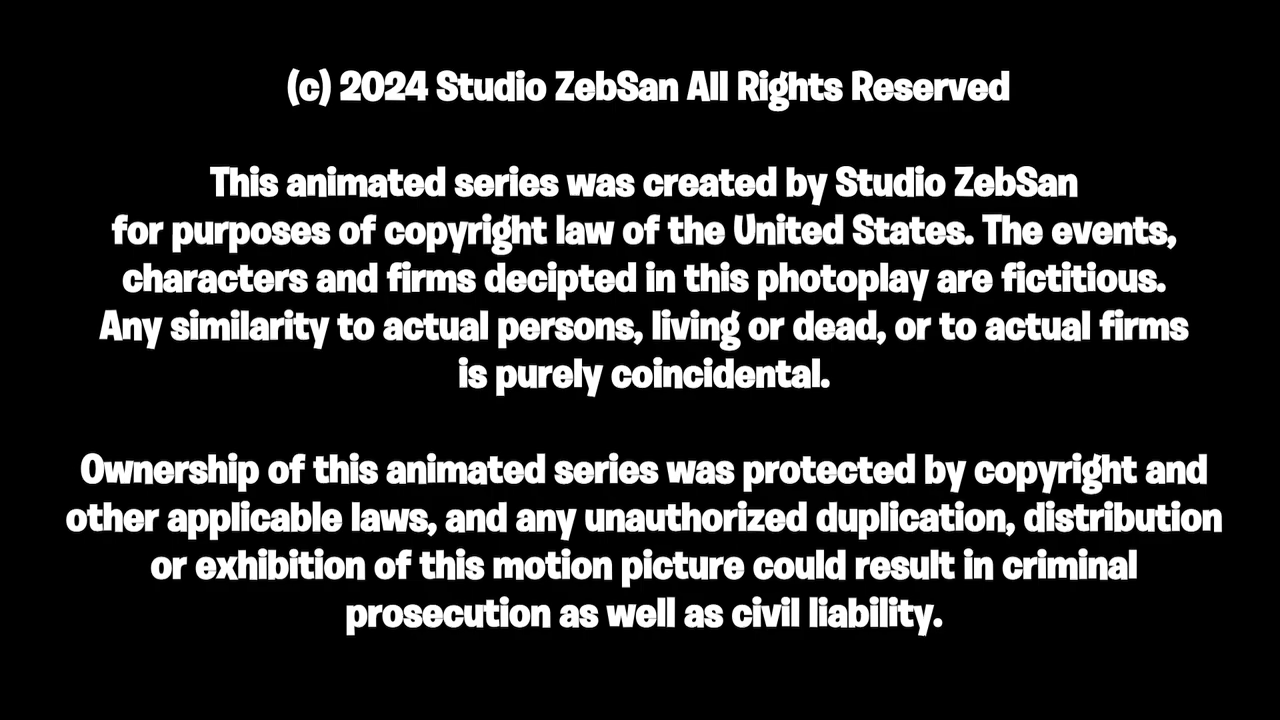 (c) 2024 Studio ZebSan All Rights Reserved
This animated series was created by Studio ZebSan
for purposes of copyright law of the United States. The events,
characters and firms decipted in this photoplay are fictitious.
Any similarity to actual persons, living or dead, or to actual firms
is purely coincidental.
Ownership of this animated series was protected by copyright and
other applicable laws, and any unauthorized duplication, distribution
or exhibition of this motion picture could result in criminal
prosecution as well as civil liability.